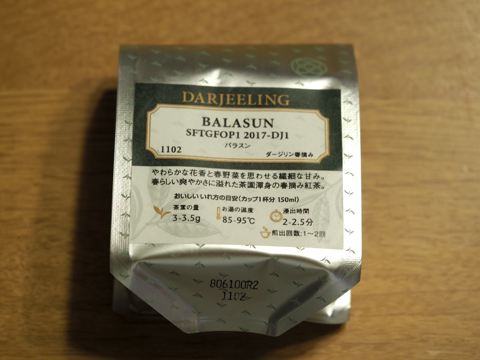 DARJEELING
BALASUN
SFTGFOP1 2017-DJ1
バラスン
1102 ダージリン春摘み
やわらかな花香と春野菜を思わせる繊細な甘み。
春らしい爽やかさに溢れた茶園渾身の春摘み紅茶。
おいしいいれ方の目安(カップ1杯分 150ml)
茶葉の量 お湯の温度 浸出時間
3-3.5g 85-95℃ 2-2.5分
煎出回数:1~2回
806100R2
1102